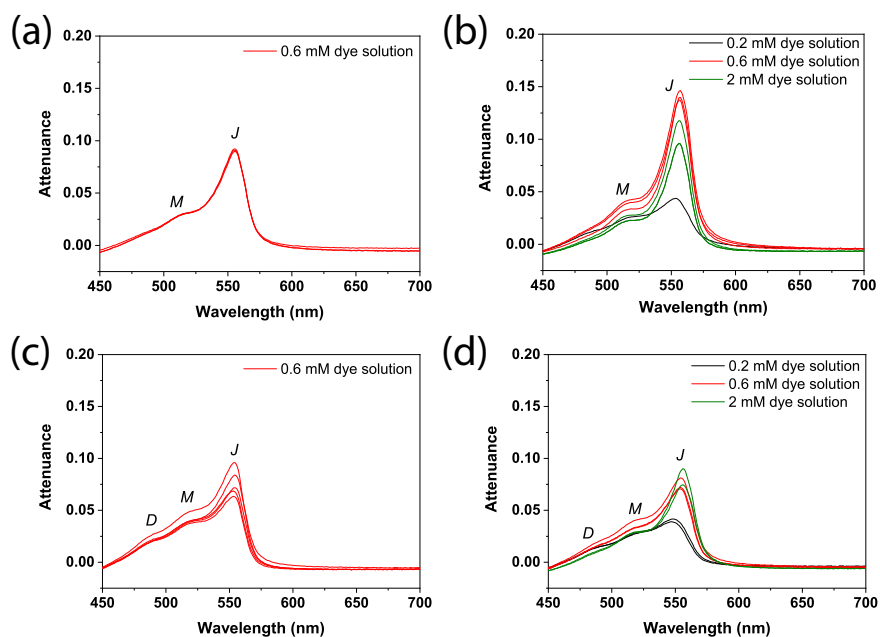 (a)
0.6 mM dye solution
0.20
0.15
0.10
0.05
0.00
Attenuance
M
J
450 500 550 600 650 700
Wavelength (nm)
(b)
0.2 mM dye solution
0.6 mM dye solution
2 mM dye solution
0.20
0.15
0.10
0.05
0.00
Attenuance
M
J
450 500 550 600 650 700
Wavelength (nm)
(c)
0.6 mM dye solution
0.20
0.15
0.10
0.05
0.00
Attenuance
D
M
J
450 500 550 600 650 700
Wavelength (nm)
(d)
0.2 mM dye solution
0.6 mM dye solution
2 mM dye solution
0.20
0.15
0.10
0.05
0.00
Attenuance
D
M
J
450 500 550 600 650 700
Wavelength (nm)